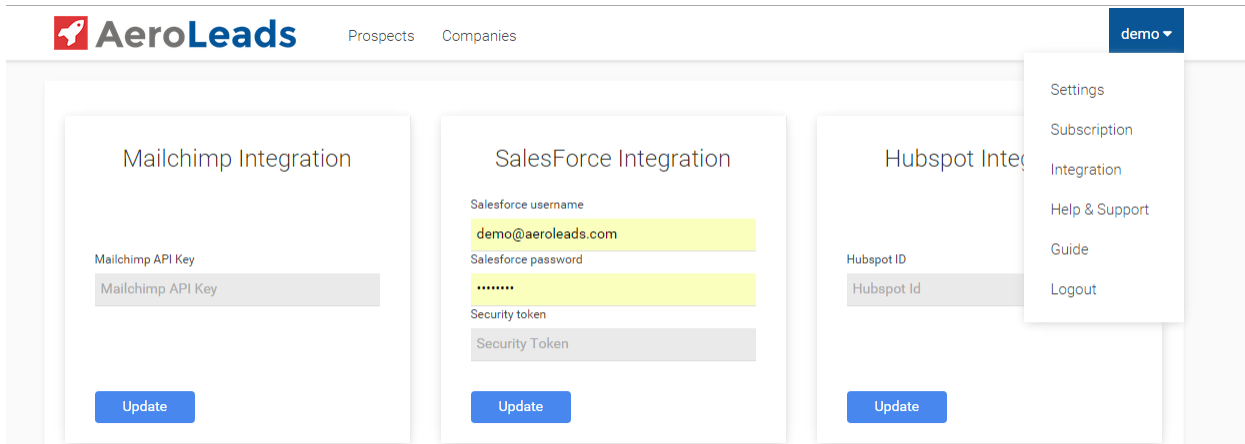 AeroLeads
Prospects
Companies
demo
Settings
Subscription
Integration
Help & Support
Guide
Logout
Mailchimp Integration
Mailchimp API Key
Mailchimp API Key
Update
SalesForce Integration
Salesforce username
demo@aeroleads.com
Salesforce password
••••••••
Security token
Security Token
Update
Hubspot Integ
Hubspot ID
Hubspot Id
Update